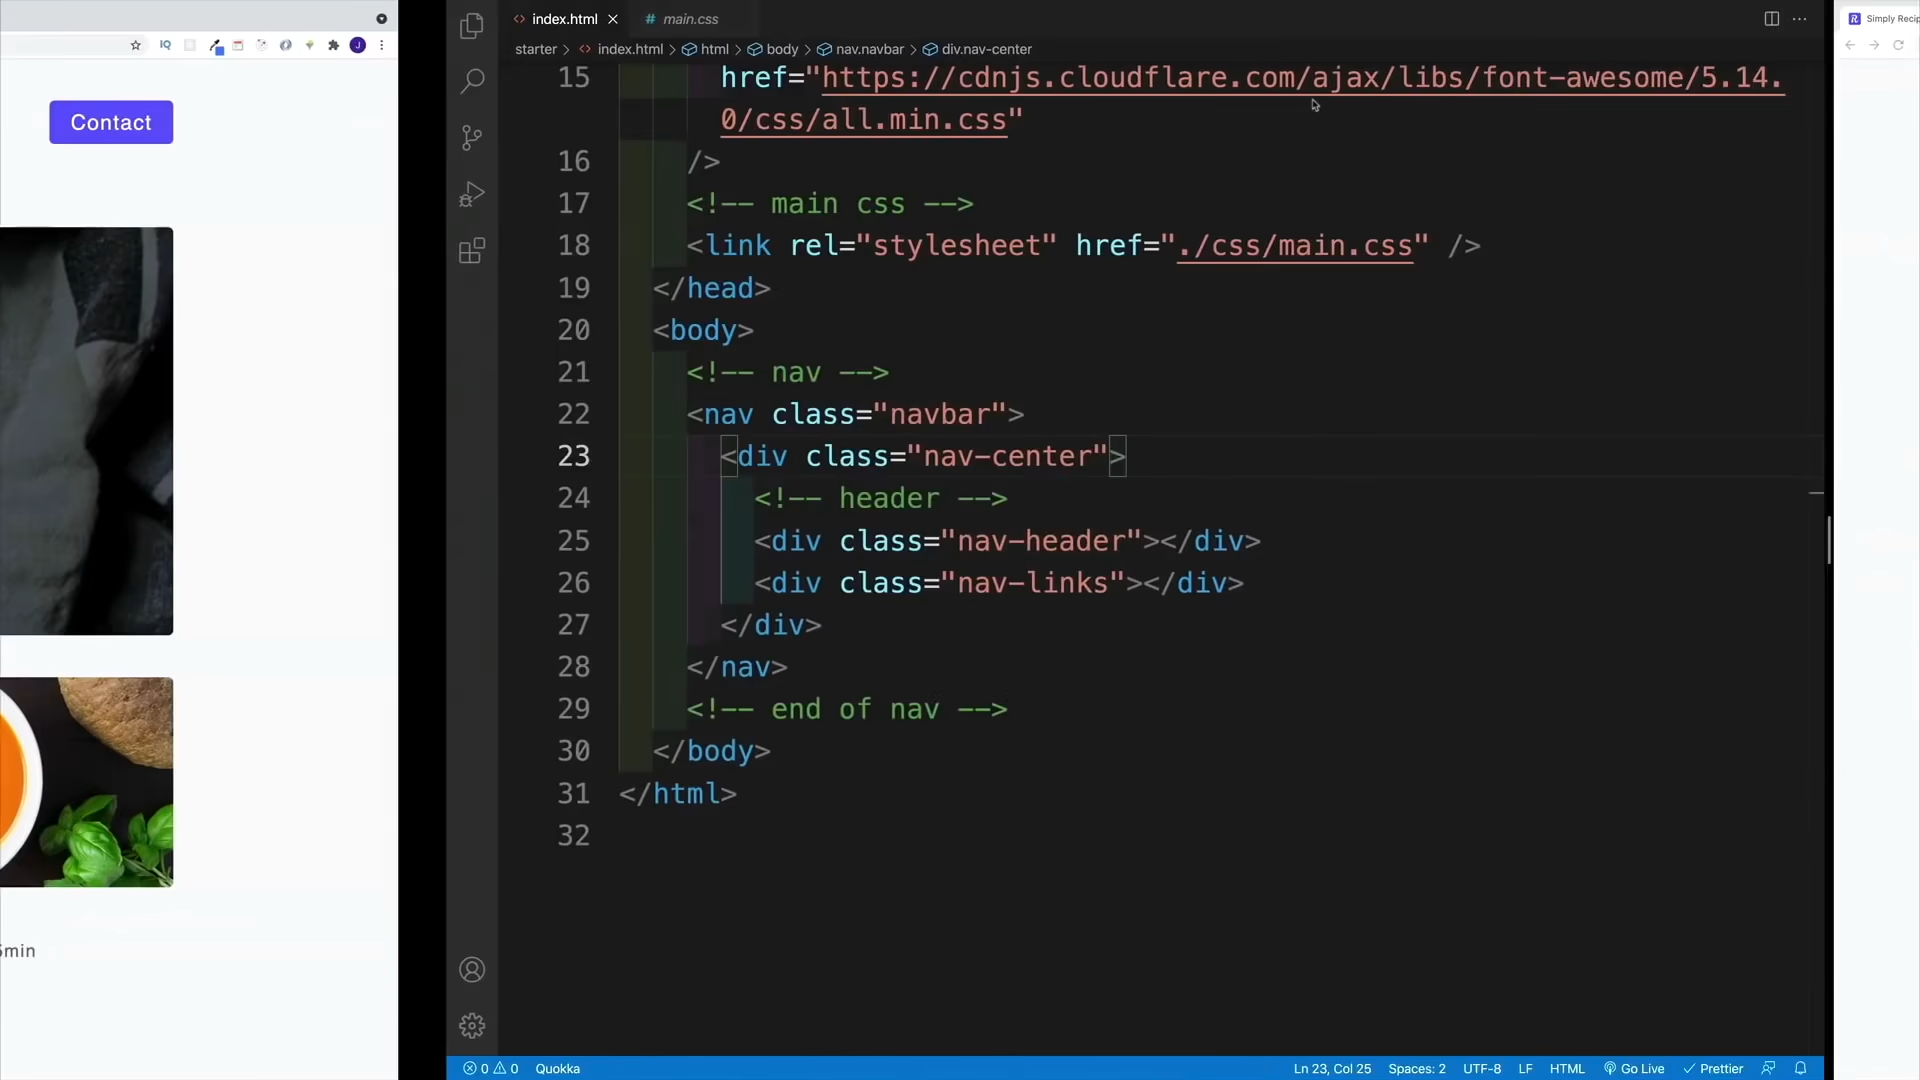 Contact
5min
index.html
# main.css
starter > index.html > html > body > nav.navbar > div.nav-center
15 href="https://cdnjs.cloudflare.com/ajax/libs/font-awesome/5.14.
0/css/all.min.css"
16 />
17 <!-- main css -->
18 <link rel="stylesheet" href="./css/main.css" />
19 </head>
20 <body>
21 <!-- nav -->
22 <nav class="navbar">
23 <div class="nav-center">
24 <!-- header -->
25 <div class="nav-header"></div>
26 <div class="nav-links"></div>
27 </div>
28 </nav>
29 <!-- end of nav -->
30 </body>
31 </html>
32
0 0 Quokka
Ln 23, Col 25 Spaces: 2 UTF-8 LF HTML Go Live Prettier
Simply Recip
IQ
J
R